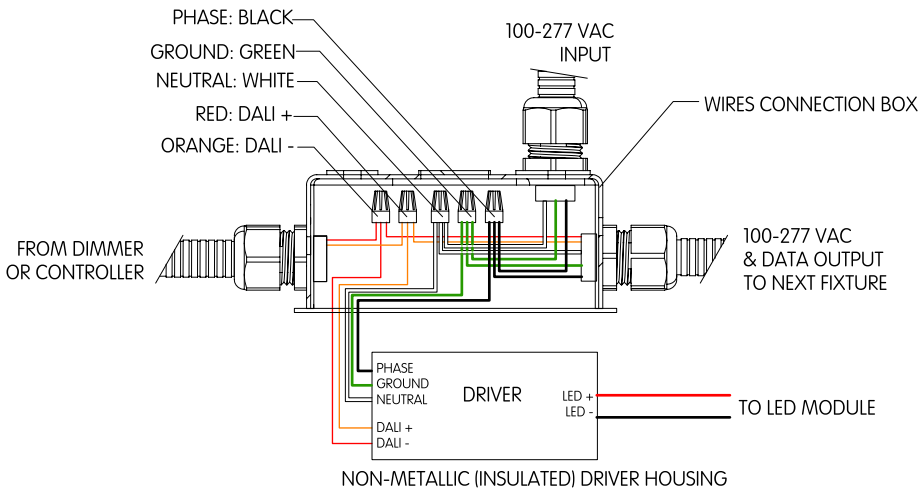 PHASE: BLACK
GROUND: GREEN
NEUTRAL: WHITE
RED: DALI +
ORANGE: DALI -
100-277 VAC
INPUT
WIRES CONNECTION BOX
FROM DIMMER
OR CONTROLLER
100-277 VAC
& DATA OUTPUT
TO NEXT FIXTURE
PHASE
GROUND
NEUTRAL
DALI +
DALI -
DRIVER
LED +
LED -
TO LED MODULE
NON-METALLIC (INSULATED) DRIVER HOUSING